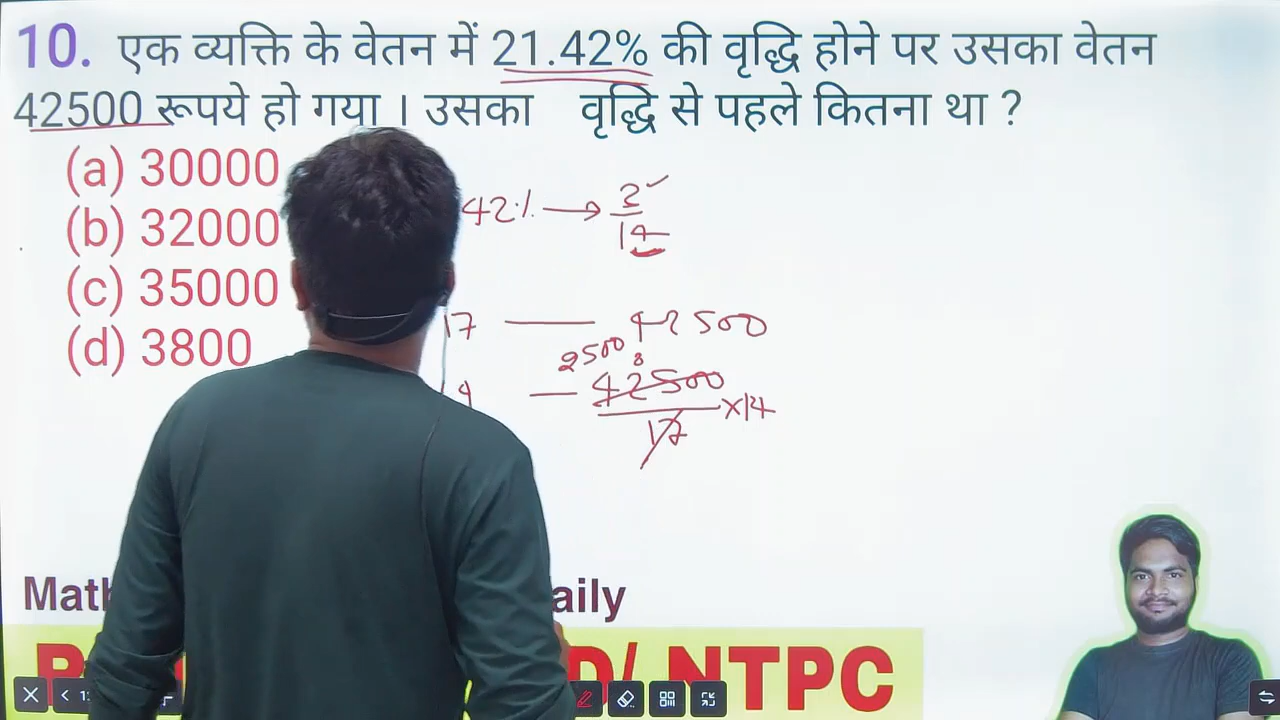 10. एक व्यक्ति के वेतन में 21.42% की वृद्धि होने पर उसका वेतन
42500 रूपये हो गया । उसका वृद्धि से पहले कितना था ?
(a) 30000
(b) 32000
(c) 35000
(d) 3800
42% → 3/14
17 — 42500
2500
42500/17 ×14
aily
NTPC